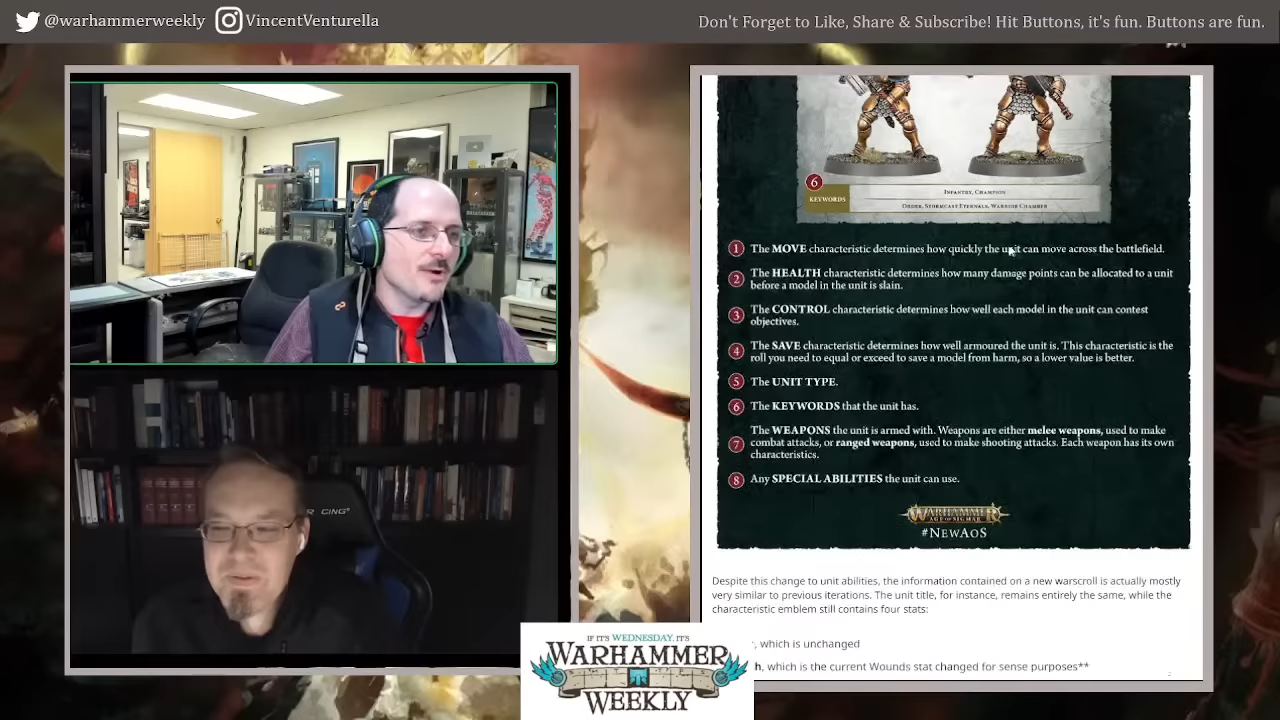 @warhammerweekly VincentVenturella
Don't Forget to Like, Share & Subscribe! Hit Buttons, it's fun. Buttons are fun.
6
KEYWORDS
INFANTRY, CHAMPION
ORDER, STORMCAST ETERNALS, WARRIOR CHAMBER
1 The MOVE characteristic determines how quickly the unit can move across the battlefield.
2 The HEALTH characteristic determines how many damage points can be allocated to a unit
before a model in the unit is slain.
3 The CONTROL characteristic determines how well each model in the unit can contest
objectives.
4 The SAVE characteristic determines how well armoured the unit is. This characteristic is the
roll you need to equal or exceed to save a model from harm, so a lower value is better.
5 The UNIT TYPE.
6 The KEYWORDS that the unit has.
7 The WEAPONS the unit is armed with. Weapons are either melee weapons, used to make
combat attacks, or ranged weapons, used to make shooting attacks. Each weapon has its own
characteristics.
8 Any SPECIAL ABILITIES the unit can use.
WARHAMMER
AGE OF SIGMAR
#NEWAOS
Despite this change to unit abilities, the information contained on a new warscroll is actually mostly
very similar to previous iterations. The unit title, for instance, remains entirely the same, while the
characteristic emblem still contains four stats:
, which is unchanged
h, which is the current Wounds stat changed for sense purposes**
R CING
IF IT'S WEDNESDAY, IT'S
WARHAMMER
WEEKLY